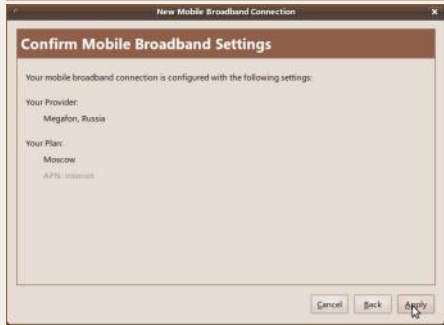 New Mobile Broadband Connection
Confirm Mobile Broadband Settings
Your mobile broadband connection is configured with the following settings:
Your Provider:
Megafon, Russia
Your Plan:
Moscow
APN: internet
Cancel Back Apply